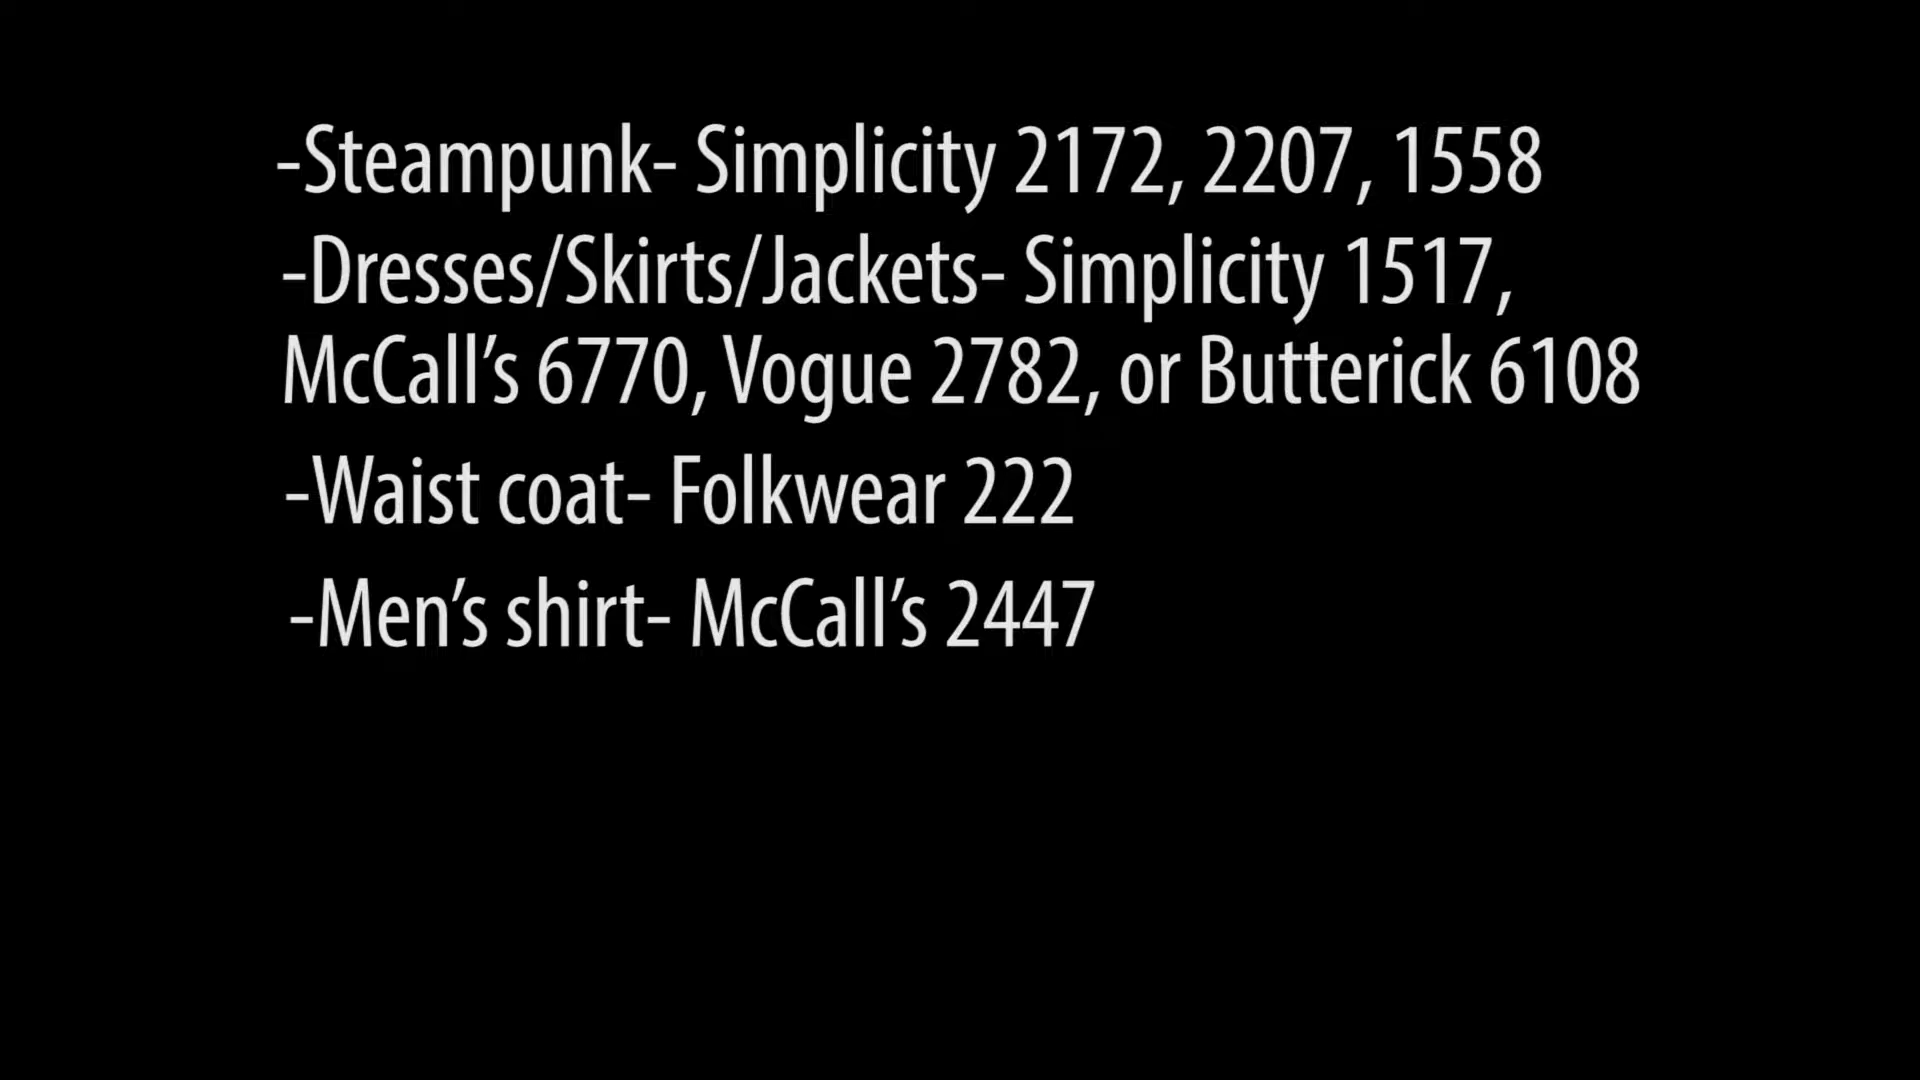 -Steampunk- Simplicity 2172, 2207, 1558
-Dresses/Skirts/Jackets- Simplicity 1517,
McCall’s 6770, Vogue 2782, or Butterick 6108
-Waist coat- Folkwear 222
-Men’s shirt- McCall’s 2447